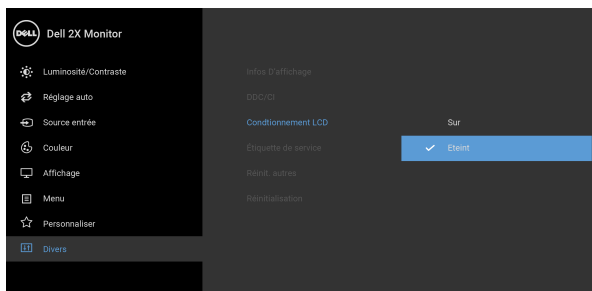 DELL Dell 2X Monitor
Luminosité/Contraste
Réglage auto
Source entrée
Couleur
Affichage
Menu
Personnaliser
Divers
Infos D'affichage
DDC/CI
Condtionnement LCD
Étiquette de service
Réinit. autres
Réinitialisation
Sur
Eteint